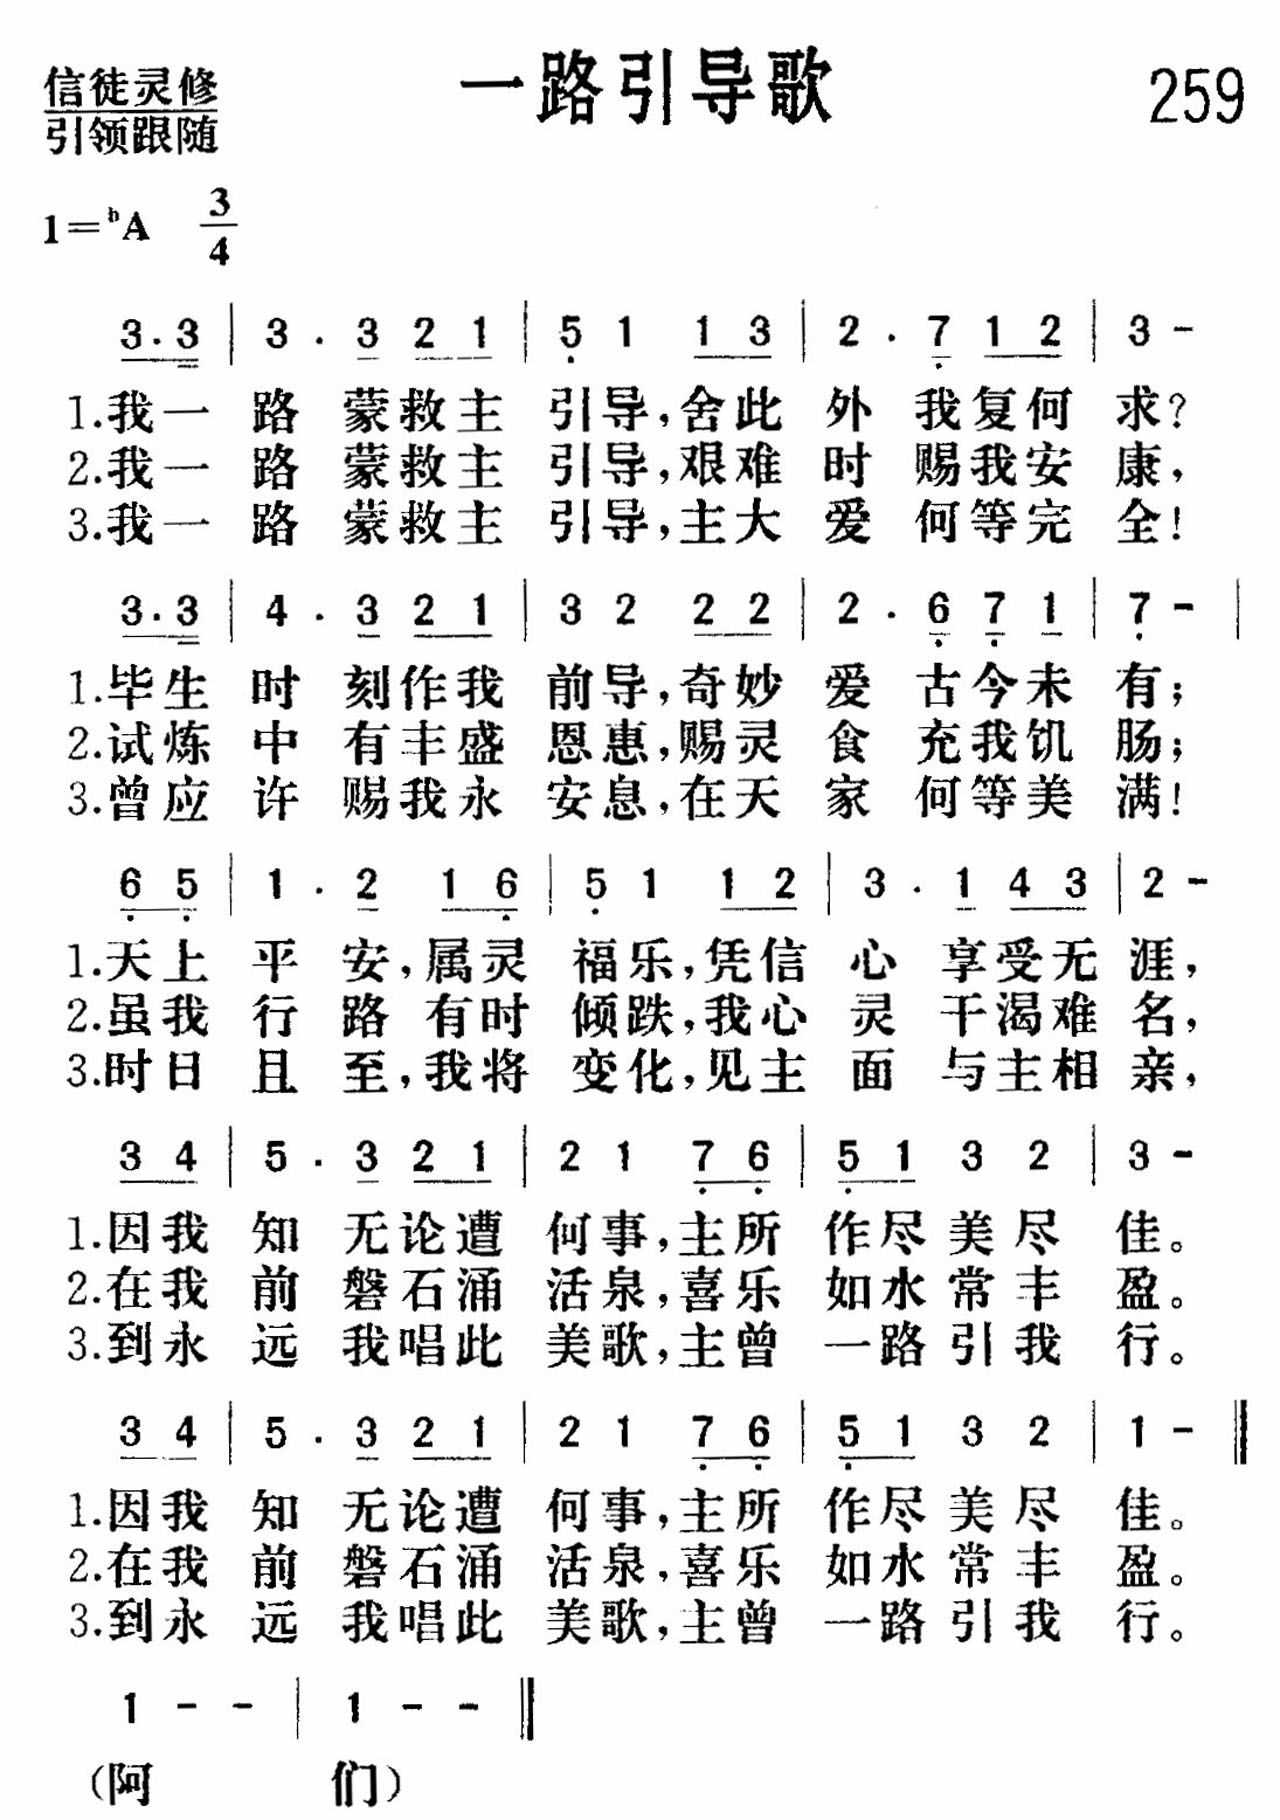 一路引导歌
信徒灵修
引领跟随
259
1=ᵇA 3/4
3.3 | 3 . 3 2 1 | 5 1 1 3 | 2 . 7 1 2 | 3 -
1.我一 路 蒙救主 引导,舍此 外 我复何 求?
2.我一 路 蒙救主 引导,艰难 时 赐我安 康,
3.我一 路 蒙救主 引导,主大 爱 何等完 全!
3.3 | 4 . 3 2 1 | 3 2 2 2 | 2 . 6 7 1 | 7 - |
1.毕生 时 刻作我 前导,奇妙 爱 古今未 有;
2.试炼 中 有丰盛 恩惠,赐灵 食 充我饥 肠;
3.曾应 许 赐我永 安息,在天 家 何等美 满!
6 5 | 1 . 2 1 6 | 5 1 1 2 | 3 . 1 4 3 | 2 -
1.天上 平 安,属灵 福乐,凭信 心 享受无 涯,
2.虽我 行 路有时 倾跌,我心 灵 干渴难 名,
3.时日 且 至,我将 变化,见主 面 与主相 亲,
3 4 | 5 . 3 2 1 | 2 1 7 6 | 5 1 3 2 | 3 -
1.因我 知 无论遭 何事,主所 作尽美尽 佳。
2.在我 前 磐石涌 活泉,喜乐 如水常丰 盈。
3.到永 远 我唱此 美歌,主曾 一路引我 行。
3 4 | 5 . 3 2 1 | 2 1 7 6 | 5 1 3 2 | 1 - ‖
1.因我 知 无论遭 何事,主所 作尽美尽 佳。
2.在我 前 磐石涌 活泉,喜乐 如水常丰 盈。
3.到永 远 我唱此 美歌,主曾 一路引我 行。
1 - - | 1 - - ‖
(阿 们)